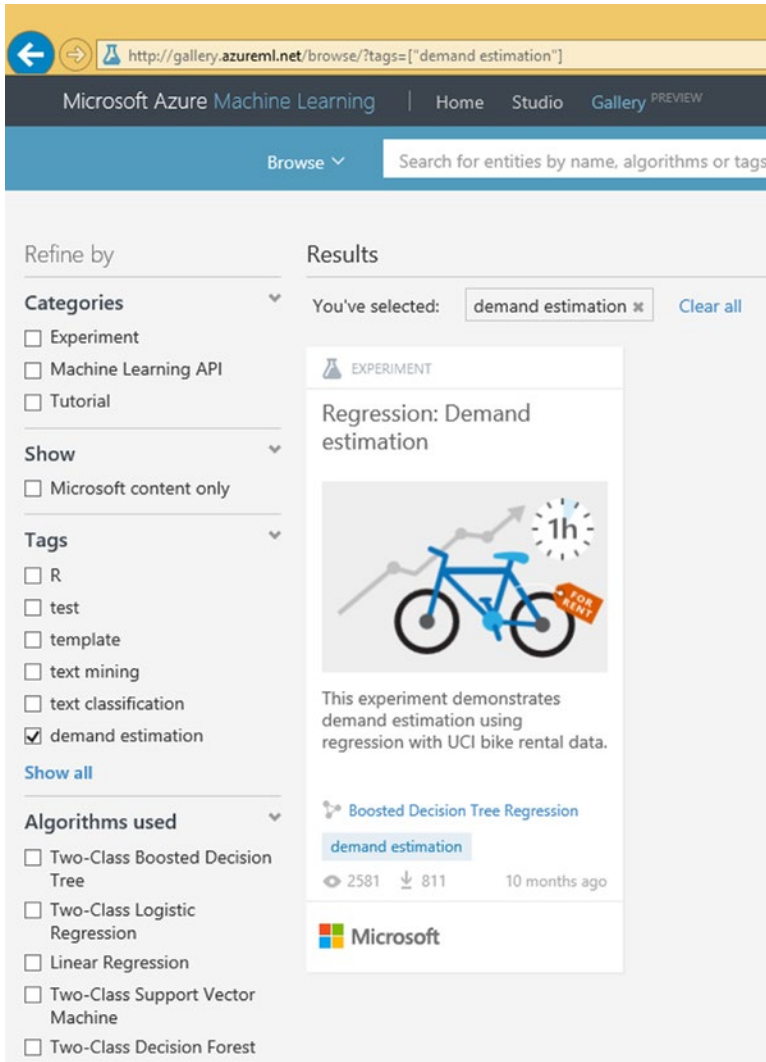 http://gallery.azureml.net/browse/?tags=["demand estimation"]
Microsoft Azure Machine Learning | Home Studio Gallery PREVIEW
Browse Search for entities by name, algorithms or tags
Refine by
Categories
Experiment
Machine Learning API
Tutorial
Show
Microsoft content only
Tags
R
test
template
text mining
text classification
demand estimation
Show all
Algorithms used
Two-Class Boosted Decision
Tree
Two-Class Logistic
Regression
Linear Regression
Two-Class Support Vector
Machine
Two-Class Decision Forest
Results
You've selected: demand estimation Clear all
EXPERIMENT
Regression: Demand
estimation
1h
FOR
RENT
This experiment demonstrates
demand estimation using
regression with UCI bike rental data.
Boosted Decision Tree Regression
demand estimation
2581 811 10 months ago
Microsoft